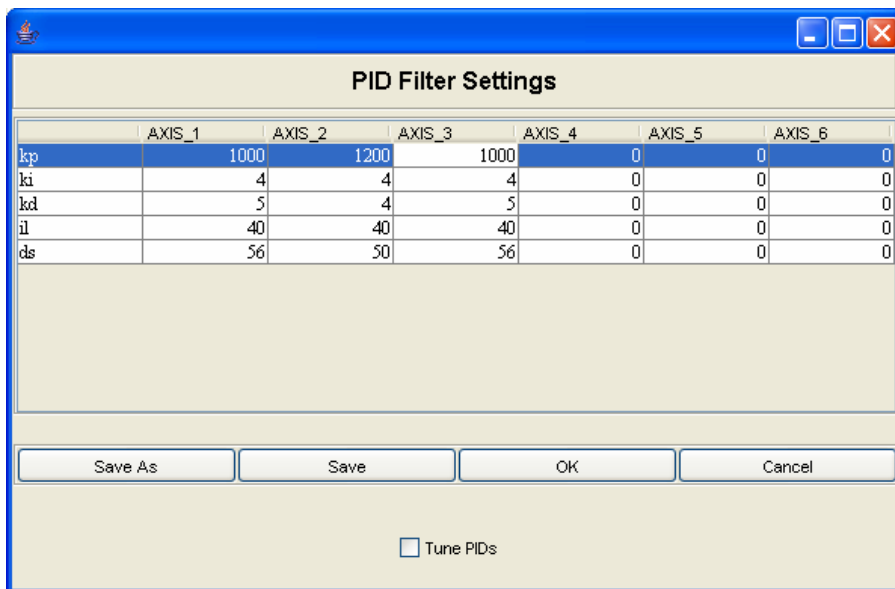 PID Filter Settings
AXIS_1 AXIS_2 AXIS_3 AXIS_4 AXIS_5 AXIS_6
kp 1000 1200 1000 0 0 0
ki 4 4 4 0 0 0
kd 5 4 5 0 0 0
il 40 40 40 0 0 0
ds 56 50 56 0 0 0
Save As Save OK Cancel
Tune PIDs